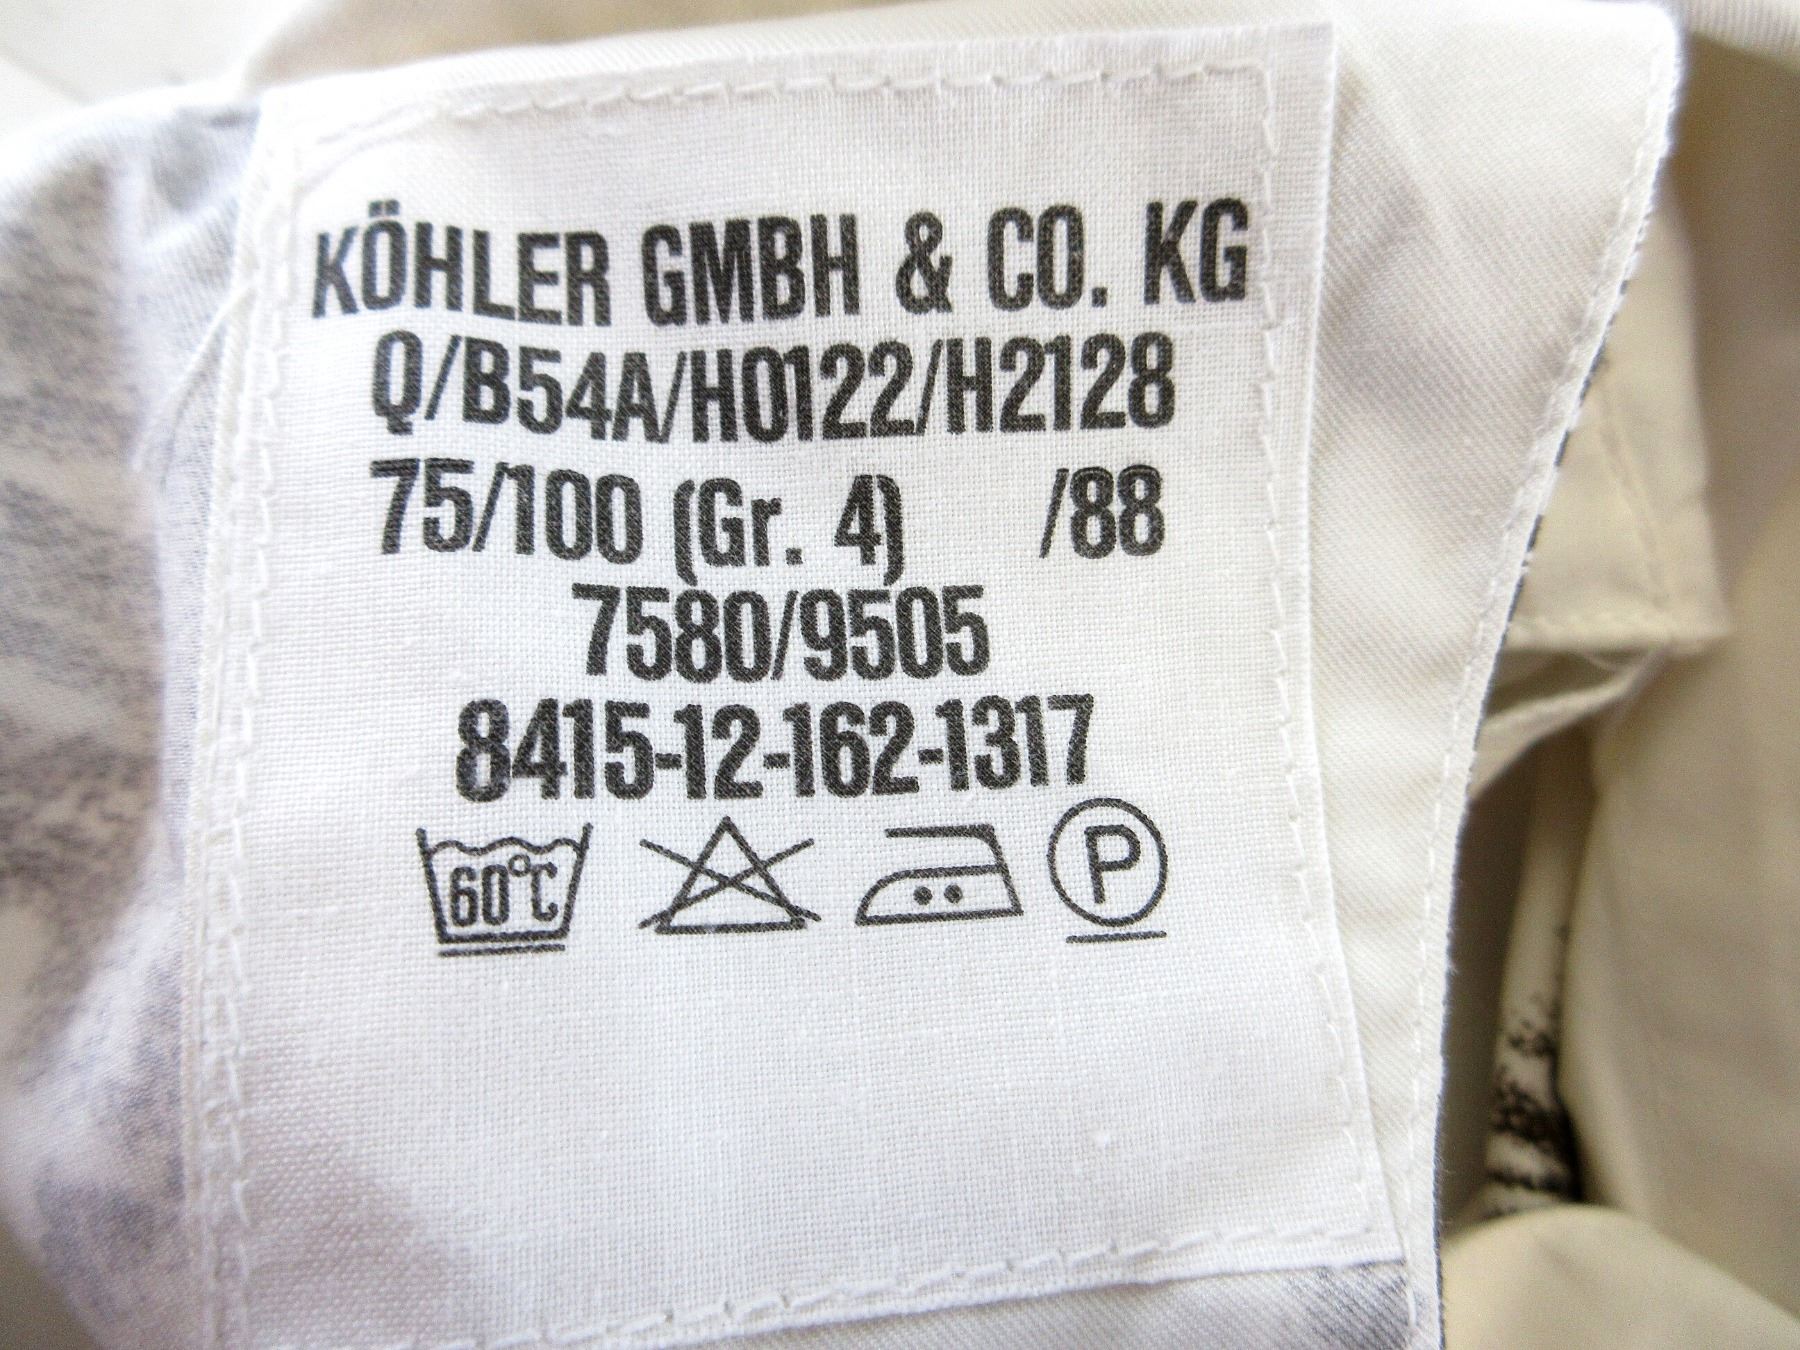 KÖHLER GMBH & CO. KG
Q/B54A/H0122/H2128
75/100 (Gr. 4) /88
7580/9505
8415-12-162-1317
60°C P